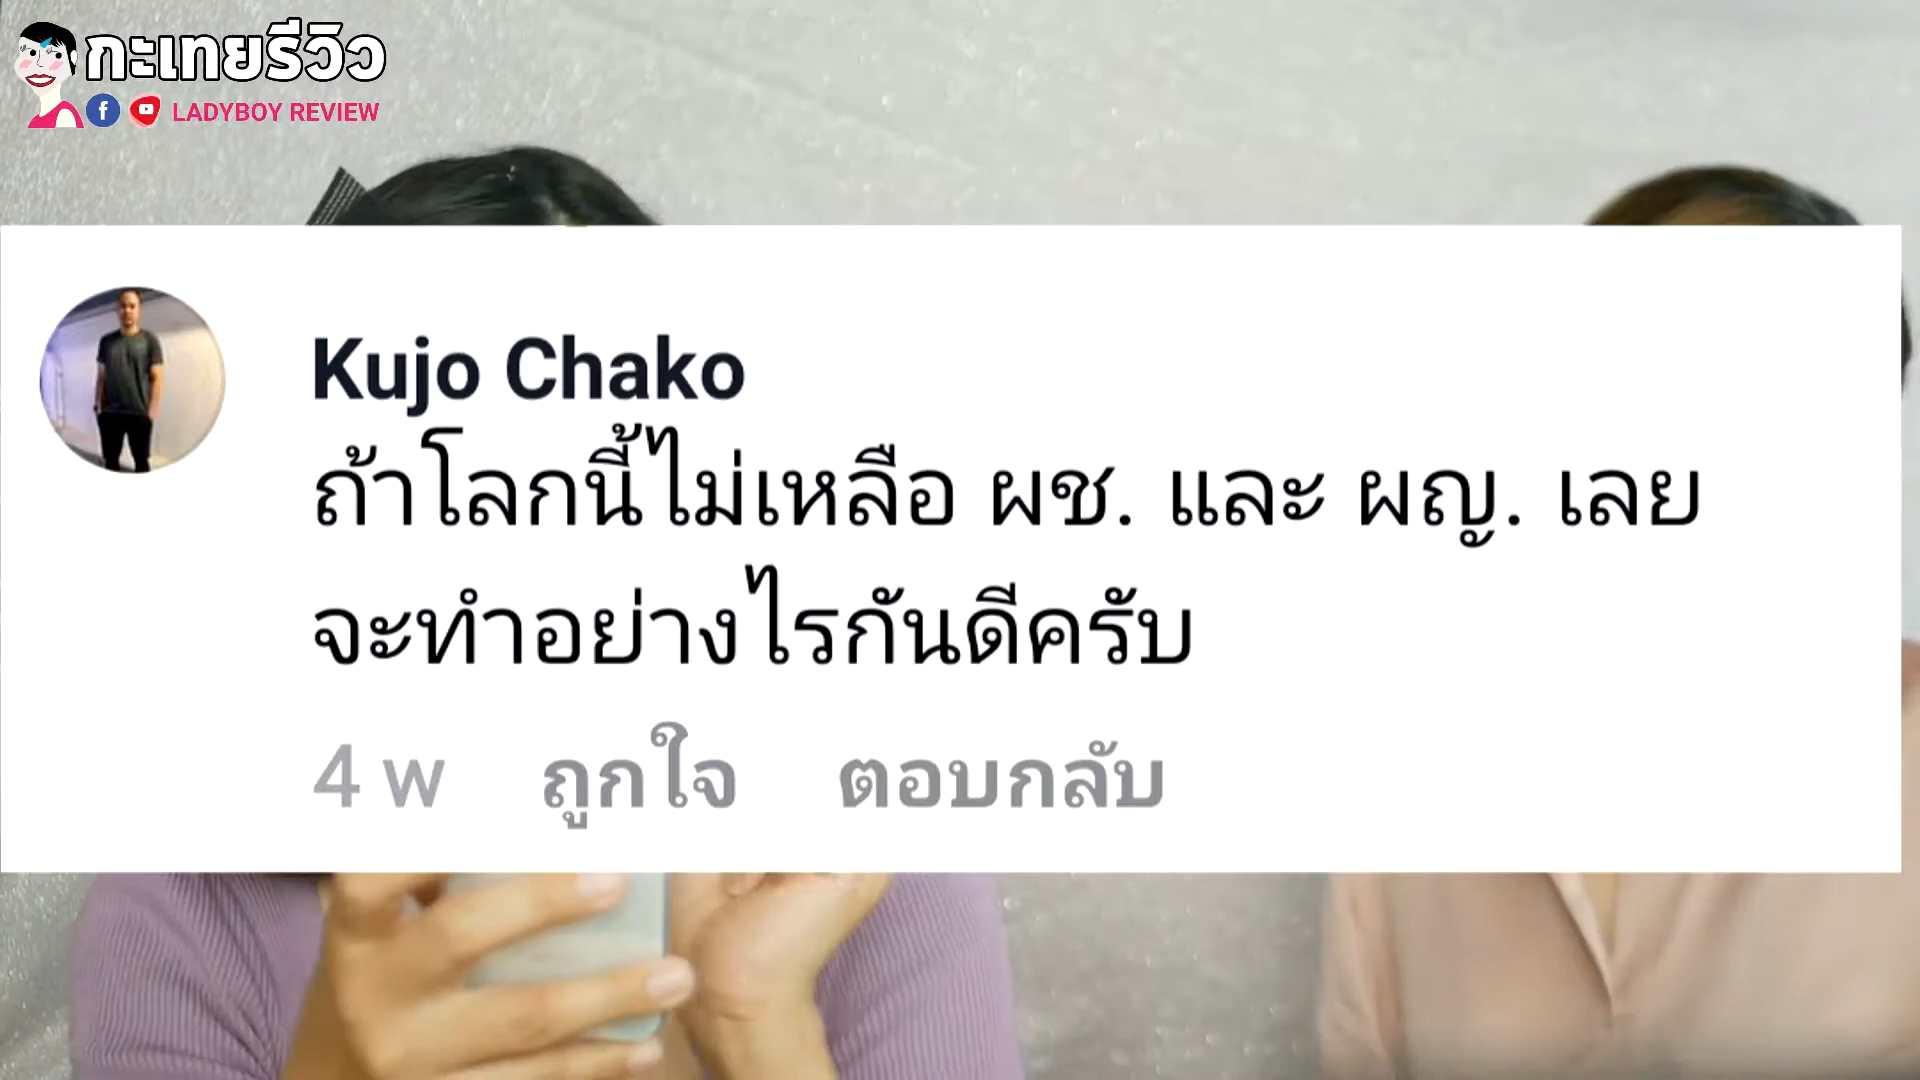 กะเทยรีวิว
LADYBOY REVIEW
Kujo Chako
ถ้าโลกนี้ไม่เหลือ ผช. และ ผญ. เลย
จะทำอย่างไรกันดีครับ
4 พ ถูกใจ ตอบกลับ